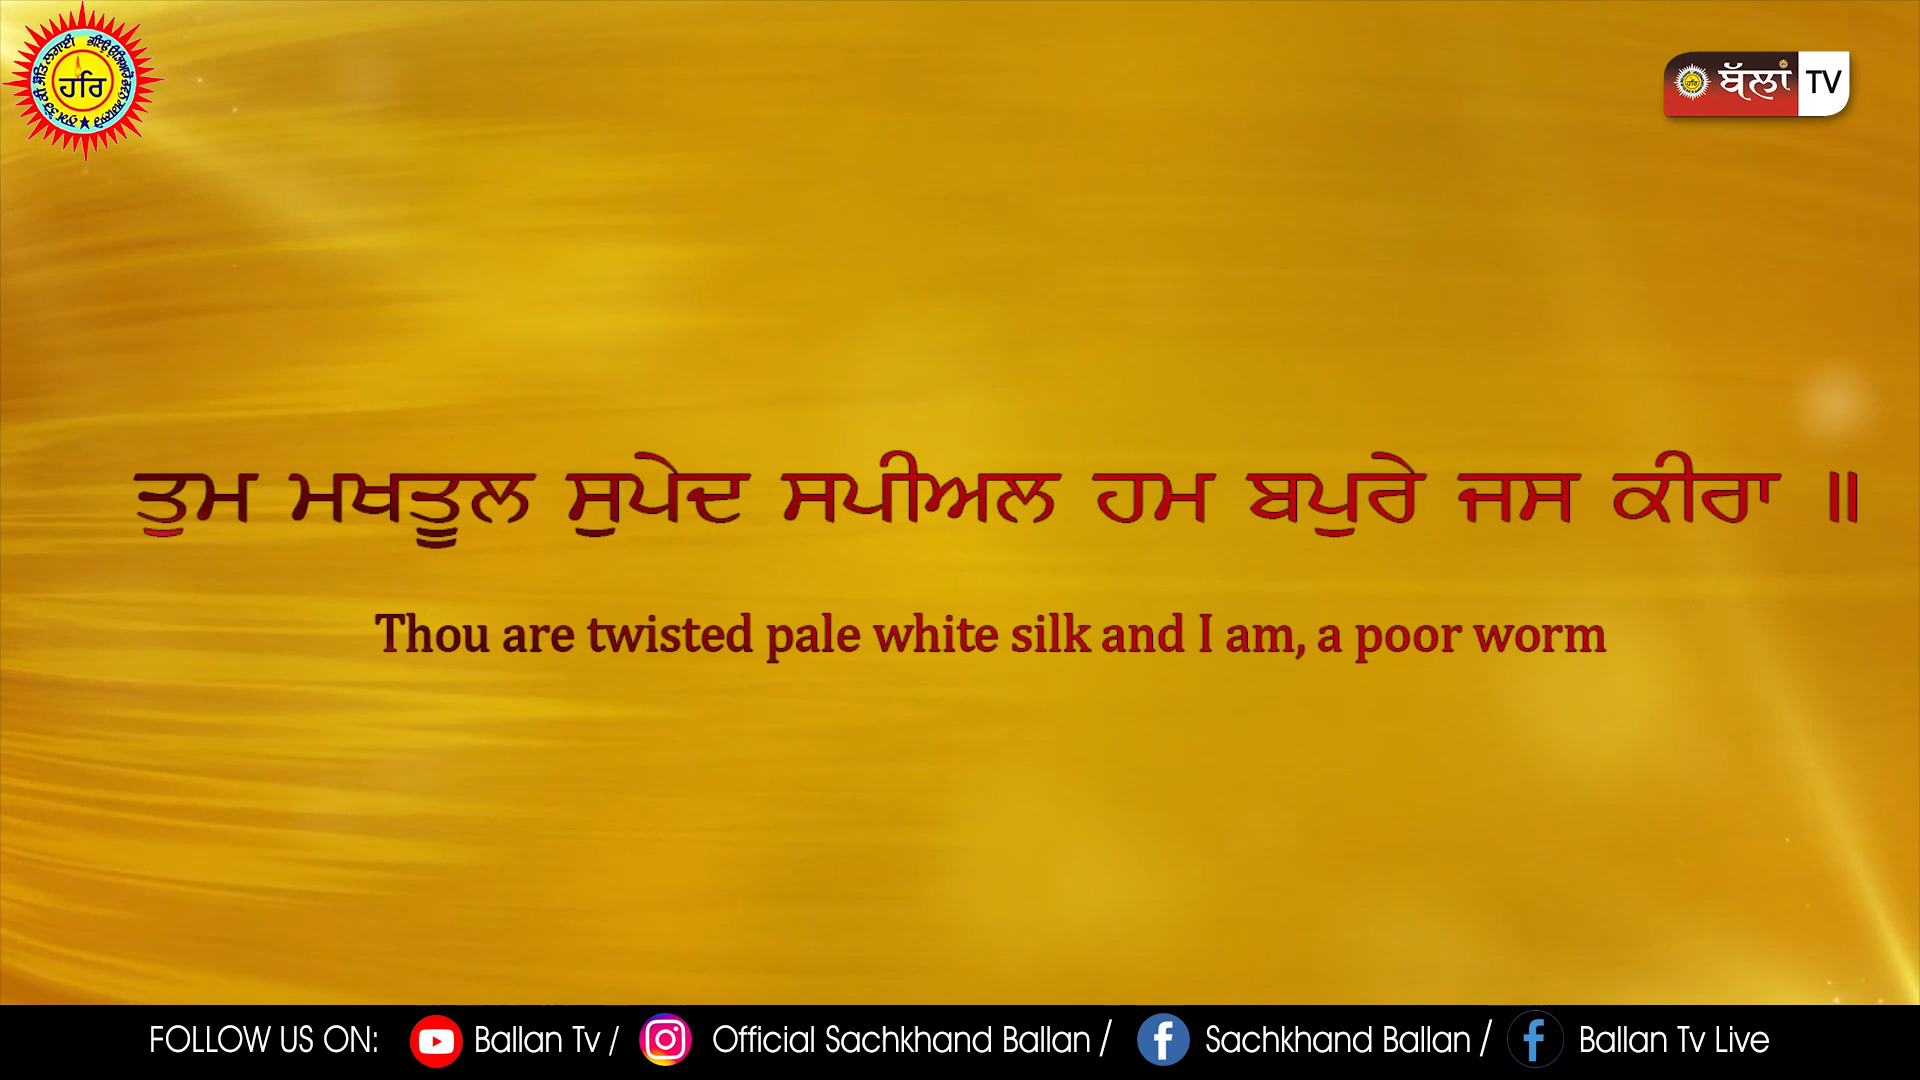 ਹਰਿ
ਬੱਲਾਂ TV
ਤੁਮ ਮਖਤੂਲ ਸੁਪੇਦ ਸਪੀਅਲ ਹਮ ਬਪੁਰੇ ਜਸ ਕੀਰਾ ॥
Thou are twisted pale white silk and I am, a poor worm
FOLLOW US ON: Ballan Tv / Official Sachkhand Ballan / Sachkhand Ballan / Ballan Tv Live